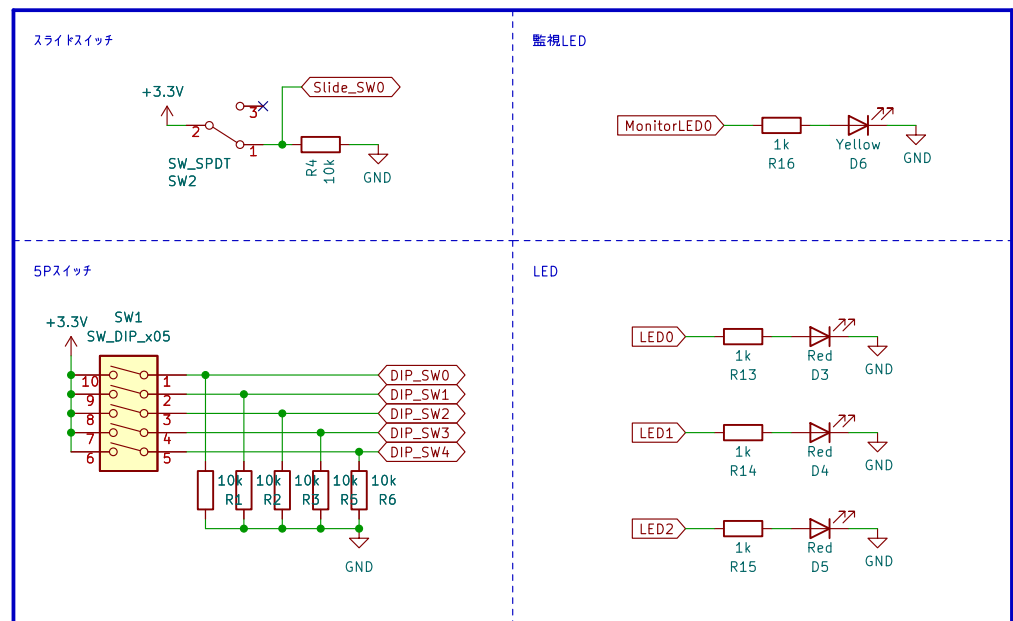 スライドスイッチ
+3.3V
2
3
1
SW_SPDT
SW2
Slide_SW0
R4
10k
GND
監視LED
MonitorLED0
1k
R16
Yellow
D6
GND
5Pスイッチ
+3.3V
SW1
SW_DIP_x05
10
9
8
7
6
1
2
3
4
5
DIP_SW0
DIP_SW1
DIP_SW2
DIP_SW3
DIP_SW4
10k
R1
10k
R2
10k
R3
10k
R5
10k
R6
GND
LED
LED0
1k
R13
Red
D3
GND
LED1
1k
R14
Red
D4
GND
LED2
1k
R15
Red
D5
GND